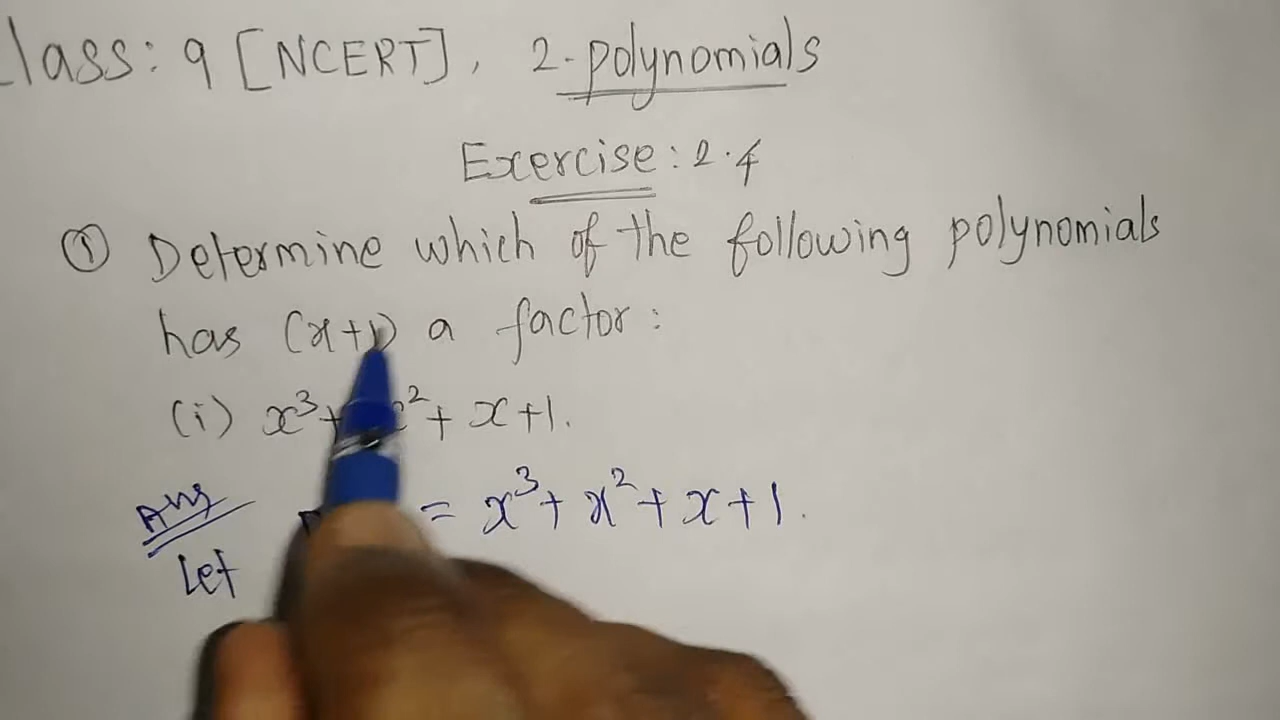 lass: 9 [NCERT], 2. polynomials
Exercise: 2.4
① Determine which of the following polynomials
has (x+1) a factor:
(i) x³+ x²+ x+1.
Ans = x³+ x²+ x+1.
Let